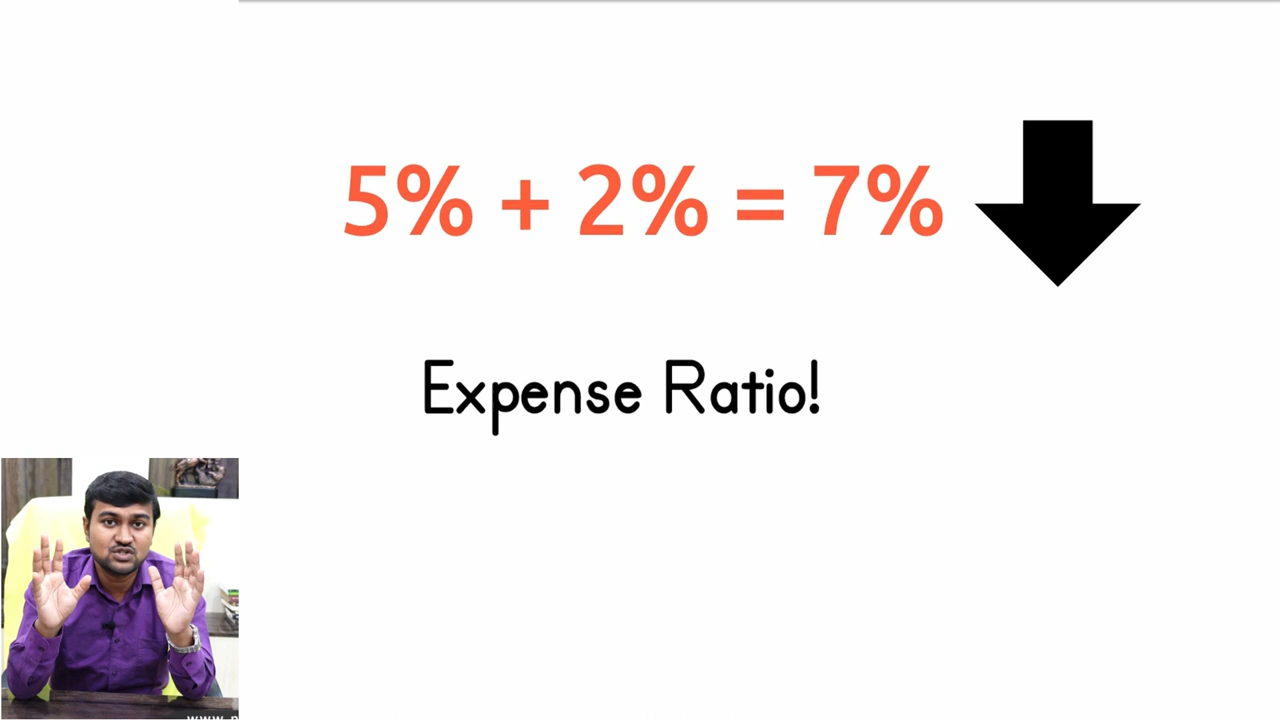 5% + 2% = 7%
Expense Ratio!